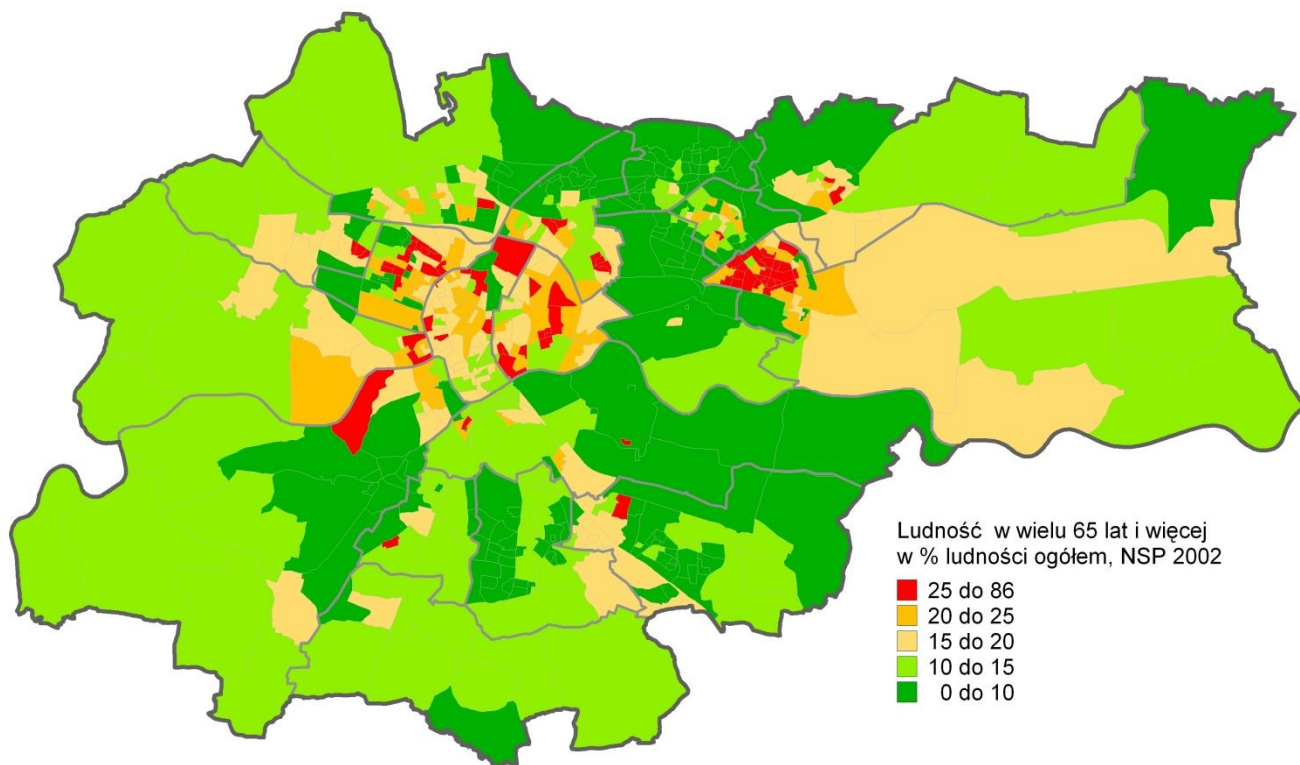 Ludność w wielu 65 lat i więcej
w % ludności ogółem, NSP 2002
25 do 86
20 do 25
15 do 20
10 do 15
0 do 10